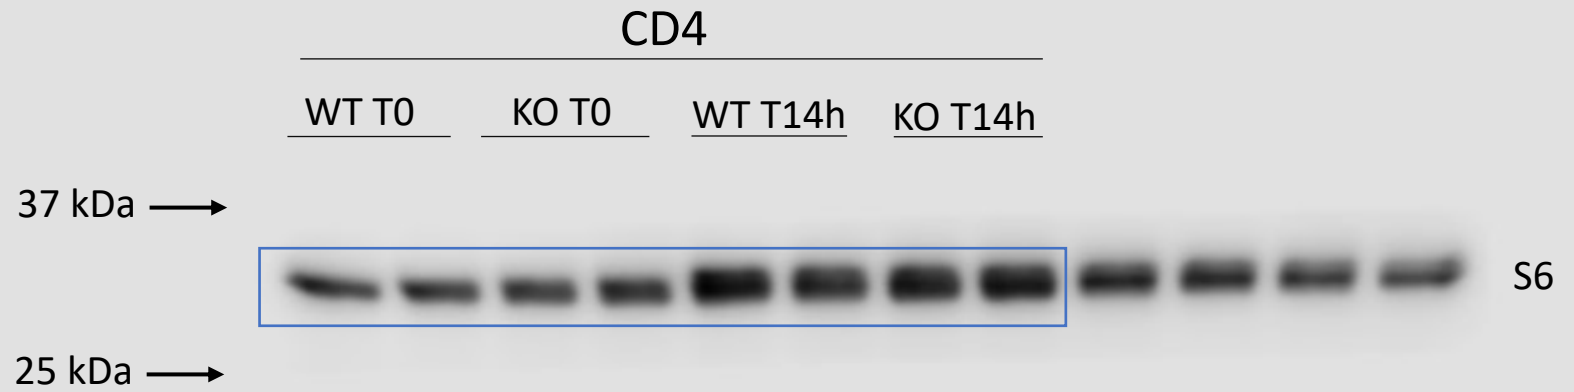 CD4
WT T0
KO T0
WT T14h
KO T14h
37 kDa
S6
25 kDa